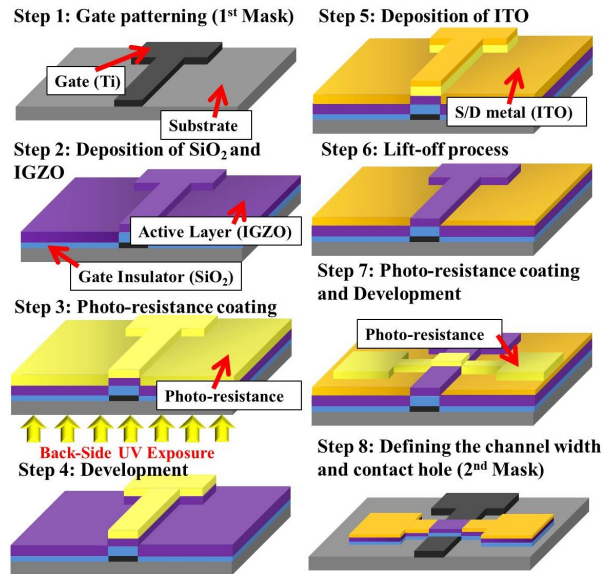 Step 1: Gate patterning (1st Mask)
Gate (Ti)
Substrate
Step 2: Deposition of SiO2 and
IGZO
Active Layer (IGZO)
Gate Insulator (SiO2)
Step 3: Photo-resistance coating
Photo-resistance
Back-Side UV Exposure
Step 4: Development
Step 5: Deposition of ITO
S/D metal (ITO)
Step 6: Lift-off process
Step 7: Photo-resistance coating
and Development
Photo-resistance
Step 8: Defining the channel width
and contact hole (2nd Mask)